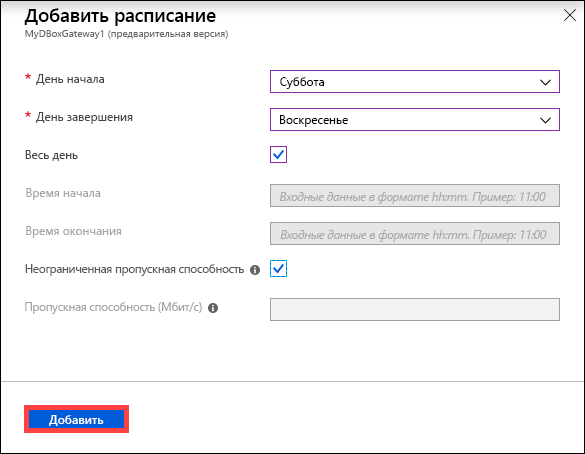 Добавить расписание
MyDBoxGateway1 (предварительная версия)
* День начала
Суббота
* День завершения
Воскресенье
Весь день
Время начала
Входные данные в формате hh:mm. Пример: 11:00
Время окончания
Входные данные в формате hh:mm. Пример: 11:00
Неограниченная пропускная способность
Пропускная способность (Мбит/с)
Добавить